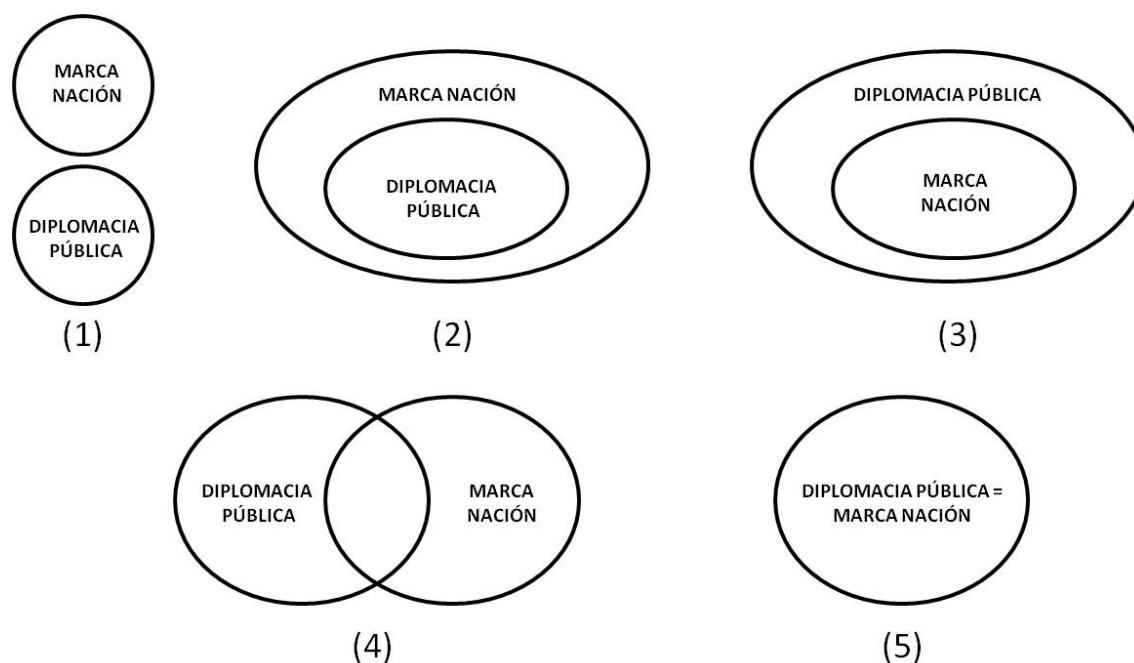 MARCA
NACIÓN
DIPLOMACIA
PÚBLICA
(1)
MARCA NACIÓN
DIPLOMACIA
PÚBLICA
(2)
DIPLOMACIA PÚBLICA
MARCA
NACIÓN
(3)
DIPLOMACIA
PÚBLICA
MARCA
NACIÓN
(4)
DIPLOMACIA PÚBLICA =
MARCA NACIÓN
(5)